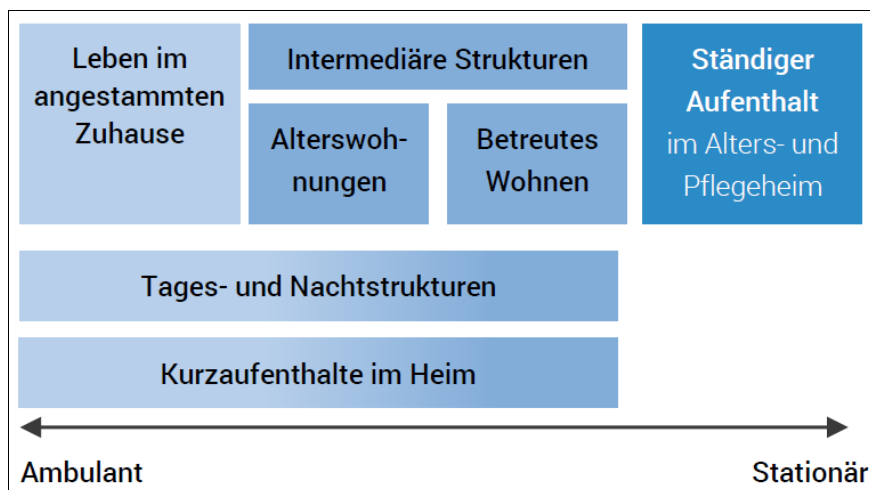 Leben im
angestammten
Zuhause
Intermediäre Strukturen
Alterswoh-
nungen
Betreutes
Wohnen
Ständiger
Aufenthalt
im Alters- und
Pflegeheim
Tages- und Nachtstrukturen
Kurzaufenthalte im Heim
Ambulant
Stationär